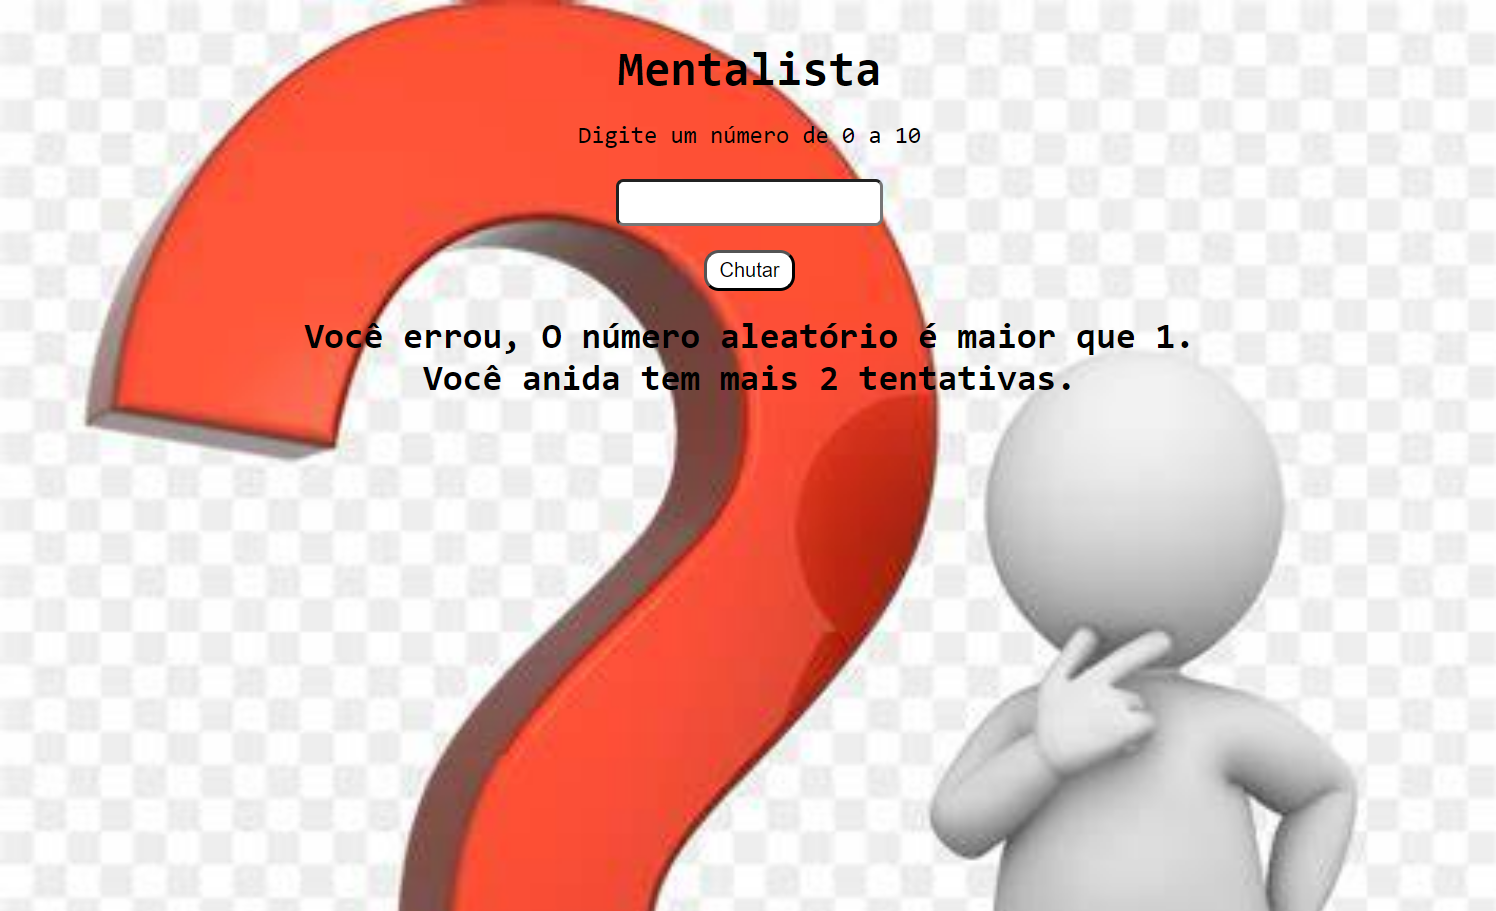 Mentalista
Digite um número de 0 a 10
Chutar
Você errou, O número aleatório é maior que 1.
Você anida tem mais 2 tentativas.